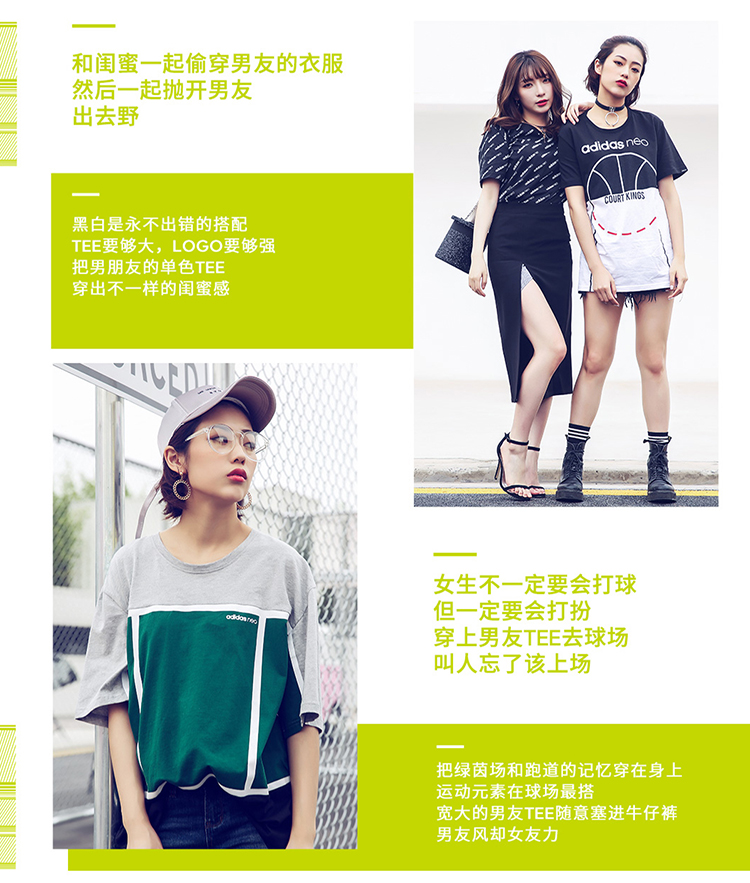 和闺蜜一起偷穿男友的衣服
然后一起抛开男友
出去野
黑白是永不出错的搭配
TEE要够大，LOGO要够强
把男朋友的单色TEE
穿出不一样的闺蜜感
adidas neo
COURT KINGS
adidas neo
女生不一定要会打球
但一定要会打扮
穿上男友TEE去球场
叫人忘了该上场
把绿茵场和跑道的记忆穿在身上
运动元素在球场最搭
宽大的男友TEE随意塞进牛仔裤
男友风却女友力